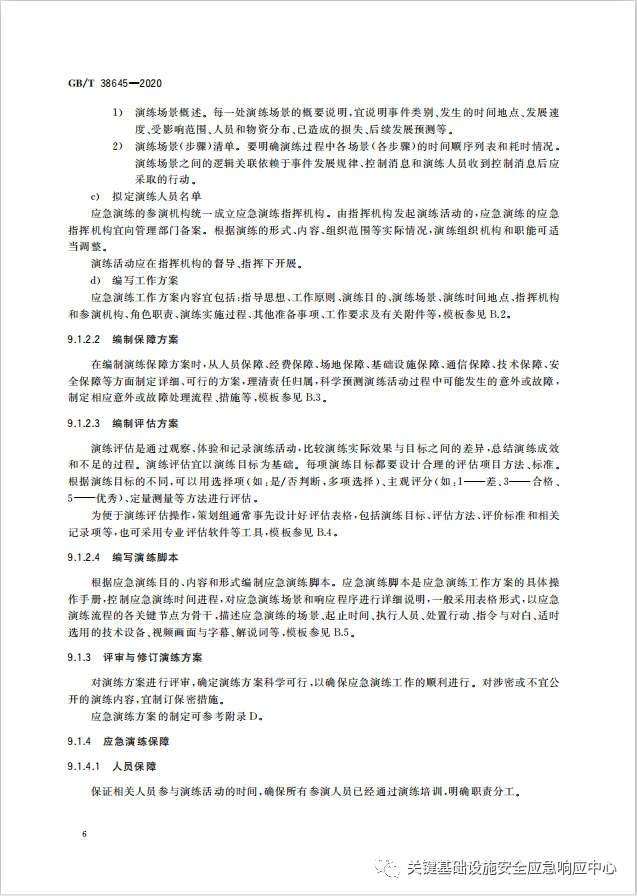 GB/T 38645—2020
1) 演练场景概述。每一处演练场景的概要说明,宜说明事件类别、发生的时间地点、发展速
度、受影响范围、人员和物资分布、已造成的损失、后续发展预测等。
2) 演练场景(步骤)清单。要明确演练过程中各场景(各步骤)的时间顺序列表和耗时情况。
演练场景之间的逻辑关联依赖于事件发展规律、控制消息和演练人员收到控制消息后应
采取的行动。
c) 拟定演练人员名单
应急演练的参演机构统一成立应急演练指挥机构。由指挥机构发起演练活动的,应急演练的应急
指挥机构宜向管理部门备案。根据演练的形式、内容、组织范围等实际情况,演练组织机构和职能可适
当调整。
演练活动应在指挥机构的督导、指挥下开展。
d) 编写工作方案
应急演练工作方案内容宜包括:指导思想、工作原则、演练目的、演练场景、演练时间地点、指挥机构
和参演机构、角色职责、演练实施过程、其他准备事项、工作要求及有关附件等,模板参见 B.2。
9.1.2.2 编制保障方案
在编制演练保障方案时,从人员保障、经费保障、场地保障、基础设施保障、通信保障、技术保障、安
全保障等方面制定详细、可行的方案,理清责任归属,科学预测演练活动过程中可能发生的意外或故障,
制定相应意外或故障处理流程、措施等,模板参见 B.3。
9.1.2.3 编制评估方案
演练评估是通过观察、体验和记录演练活动,比较演练实际效果与目标之间的差异,总结演练成效
和不足的过程。演练评估宜以演练目标为基础。每项演练目标都要设计合理的评估项目方法、标准。
根据演练目标的不同,可以用选择项(如:是/否判断,多项选择)、主观评分(如:1——差、3——合格、
5——优秀)、定量测量等方法进行评估。
为便于演练评估操作,策划组通常事先设计好评估表格,包括演练目标、评估方法、评价标准和相关
记录项等,也可采用专业评估软件等工具,模板参见 B.4。
9.1.2.4 编写演练脚本
根据应急演练目的、内容和形式编制应急演练脚本。应急演练脚本是应急演练工作方案的具体操
作手册,控制应急演练时间进程,对应急演练场景和响应程序进行详细说明,一般采用表格形式,以应急
演练流程的各关键节点为骨干,描述应急演练的场景、起止时间、执行人员、处置行动、指令与对白、适时
选用的技术设备、视频画面与字幕、解说词等,模板参见 B.5。
9.1.3 评审与修订演练方案
对演练方案进行评审,确定演练方案科学可行,以确保应急演练工作的顺利进行。对涉密或不宜公
开的演练内容,宜制订保密措施。
应急演练方案的制定可参考附录 D。
9.1.4 应急演练保障
9.1.4.1 人员保障
保证相关人员参与演练活动的时间,确保所有参演人员已经通过演练培训,明确职责分工。
6
关键基础设施安全应急响应中心